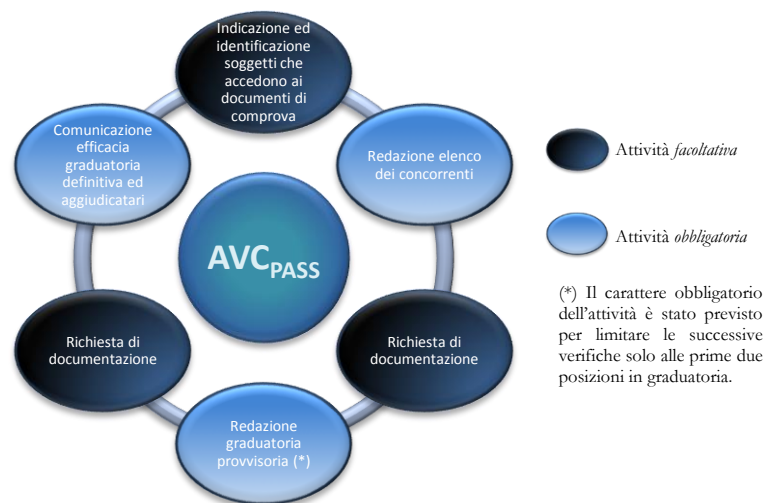 Indicazione ed
identificazione
soggetti che
accedono ai
documenti di
comprova
Redazione elenco
dei concorrenti
Richiesta di
documentazione
Redazione
graduatoria
provvisoria (*)
Richiesta di
documentazione
Comunicazione
efficacia
graduatoria
definitiva ed
aggiudicatari
AVCPASS
Attività facoltativa
Attività obbligatoria
(*) Il carattere obbligatorio
dell'attività è stato previsto
per limitare le successive
verifiche solo alle prime due
posizioni in graduatoria.